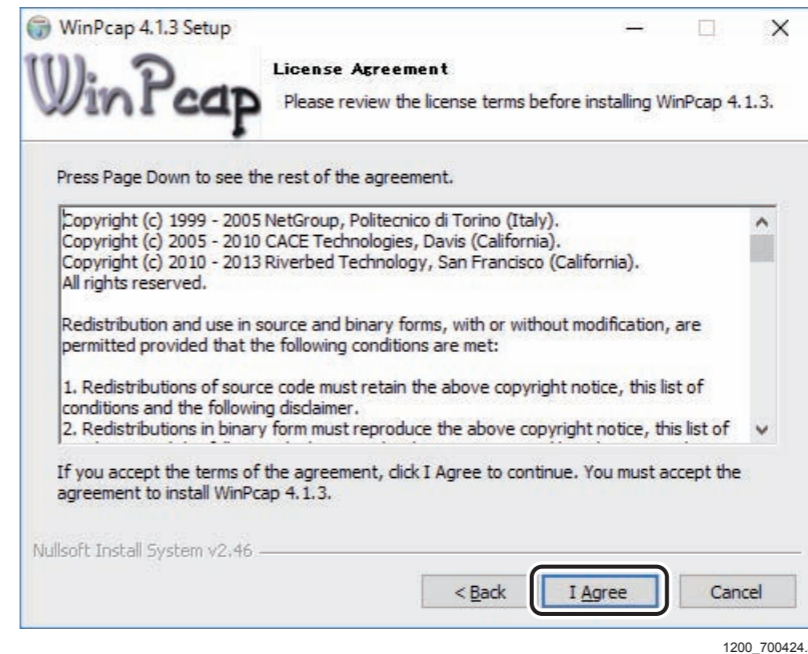 WinPcap 4.1.3 Setup
WinPcap
License Agreement
Please review the license terms before installing WinPcap 4.1.3.
Press Page Down to see the rest of the agreement.
Copyright (c) 1999 - 2005 NetGroup, Politecnico di Torino (Italy).
Copyright (c) 2005 - 2010 CACE Technologies, Davis (California).
Copyright (c) 2010 - 2013 Riverbed Technology, San Francisco (California).
All rights reserved.
Redistribution and use in source and binary forms, with or without modification, are
permitted provided that the following conditions are met:
1. Redistributions of source code must retain the above copyright notice, this list of
conditions and the following disclaimer.
2. Redistributions in binary form must reproduce the above copyright notice, this list of
If you accept the terms of the agreement, click I Agree to continue. You must accept the
agreement to install WinPcap 4.1.3.
Nullsoft Install System v2.46
< Back
I Agree
Cancel
1200_700424.